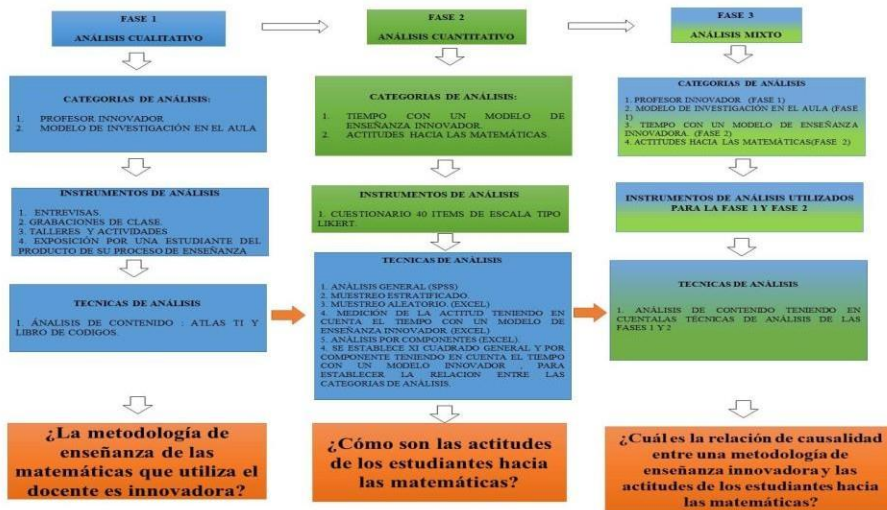 FASE 1
ANÁLISIS CUALITATIVO
CATEGORIAS DE ANÁLISIS:
1. PROFESOR INNOVADOR
2. MODELO DE INVESTIGACIÓN EN EL AULA
INSTRUMENTOS DE ANÁLISIS
1. ENTREVISAS.
2. GRABACIONES DE CLASE.
3. TALLERES Y ACTIVIDADES
4. EXPOSICIÓN POR UNA ESTUDIANTE DEL
PRODUCTO DE SU PROCESO DE ENSEÑANZA
TECNICAS DE ANÁLISIS
1. ÁNALISIS DE CONTENIDO : ATLAS TI Y
LIBRO DE CODIGOS.
¿La metodología de
enseñanza de las
matemáticas que utiliza el
docente es innovadora?
FASE 2
ANÁLISIS CUANTITATIVO
CATEGORIAS DE ANÁLISIS:
1. TIEMPO CON UN MODELO DE
ENSEÑANZA INNOVADOR.
2. ACTITUDES HACIA LAS MATEMÁTICAS.
INSTRUMENTOS DE ANÁLISIS
1. CUESTIONARIO 40 ITEMS DE ESCALA TIPO
LIKERT.
TECNICAS DE ANÁLISIS
1. ANÁLISIS GENERAL (SPSS)
2. MUESTREO ESTRATIFICADO.
3. MUESTREO ALEATORIO. (EXCEL)
4. MEDICIÓN DE LA ACTITUD TENIENDO EN
CUENTA EL TIEMPO CON UN MODELO DE
ENSEÑANZA INNOVADOR (EXCEL)
5. ANÁLISIS POR COMPONENTES (EXCEL).
4. SE ESTABLECE XI CUADRADO GENERAL Y POR
COMPONENTE TENIENDO EN CUENTA EL TIEMPO
CON UN MODELO INNOVADOR , PARA
ESTABLECER LA RELACION ENTRE LAS
CATEGORIAS DE ANÁLISIS.
¿Cómo son las actitudes
de los estudiantes hacia
las matemáticas?
FASE 3
ANÁLISIS MIXTO
CATEGORIAS DE ANÁLISIS
1. PROFESOR INNOVADOR (FASE 1)
2. MODELO DE INVESTIGACIÓN EN EL AULA (FASE
1)
3. TIEMPO CON UN MODELO DE ENSEÑANZA
INNOVADORA. (FASE 2)
4. ACTITUDES HACIA LAS MATEMÁTICAS(FASE 2)
INSTRUMENTOS DE ANÁLISIS UTILIZADOS
PARA LA FASE 1 Y FASE 2
TECNICAS DE ANÁLISIS
1. ANÁLISIS DE CONTENIDO TENIENDO EN
CUENTALAS TÉCNICAS DE ANÁLISIS DE LAS
FASES 1 Y 2
¿Cuál es la relación de causalidad
entre una metodología de
enseñanza innovadora y las
actitudes de los estudiantes hacia
las matemáticas?